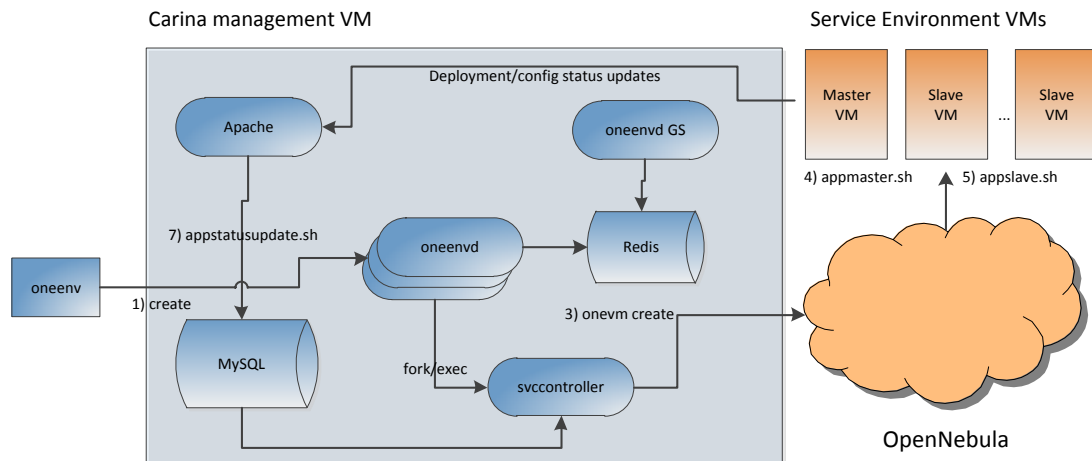 Carina management VM
Service Environment VMs
Deployment/config status updates
Apache
oneenvd GS
Master
VM
Slave
VM
...
Slave
VM
4) appmaster.sh
5) appslave.sh
7) appstatusupdate.sh
oneenvd
Redis
oneenv
1) create
3) onevm create
MySQL
fork/exec
svccontroller
OpenNebula